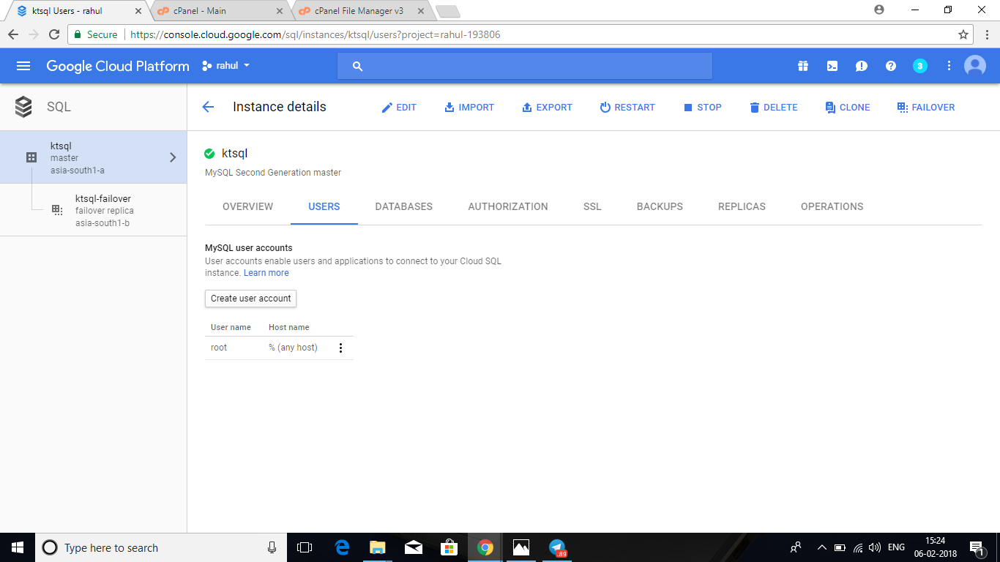 ktsql Users - rahul
cPanel - Main
cPanel File Manager v3
Secure
https://console.cloud.google.com/sql/instances/ktsql/users?project=rahul-193806
Google Cloud Platform
rahul
3
SQL
Instance details
EDIT
IMPORT
EXPORT
RESTART
STOP
DELETE
CLONE
FAILOVER
ktsql
master
asia-south1-a
ktsql-failover
failover replica
asia-south1-b
ktsql
MySQL Second Generation master
OVERVIEW
USERS
DATABASES
AUTHORIZATION
SSL
BACKUPS
REPLICAS
OPERATIONS
MySQL user accounts
User accounts enable users and applications to connect to your Cloud SQL
instance. Learn more
Create user account
User name Host name
root % (any host)
Type here to search
.89
ENG
15:24
06-02-2018
1